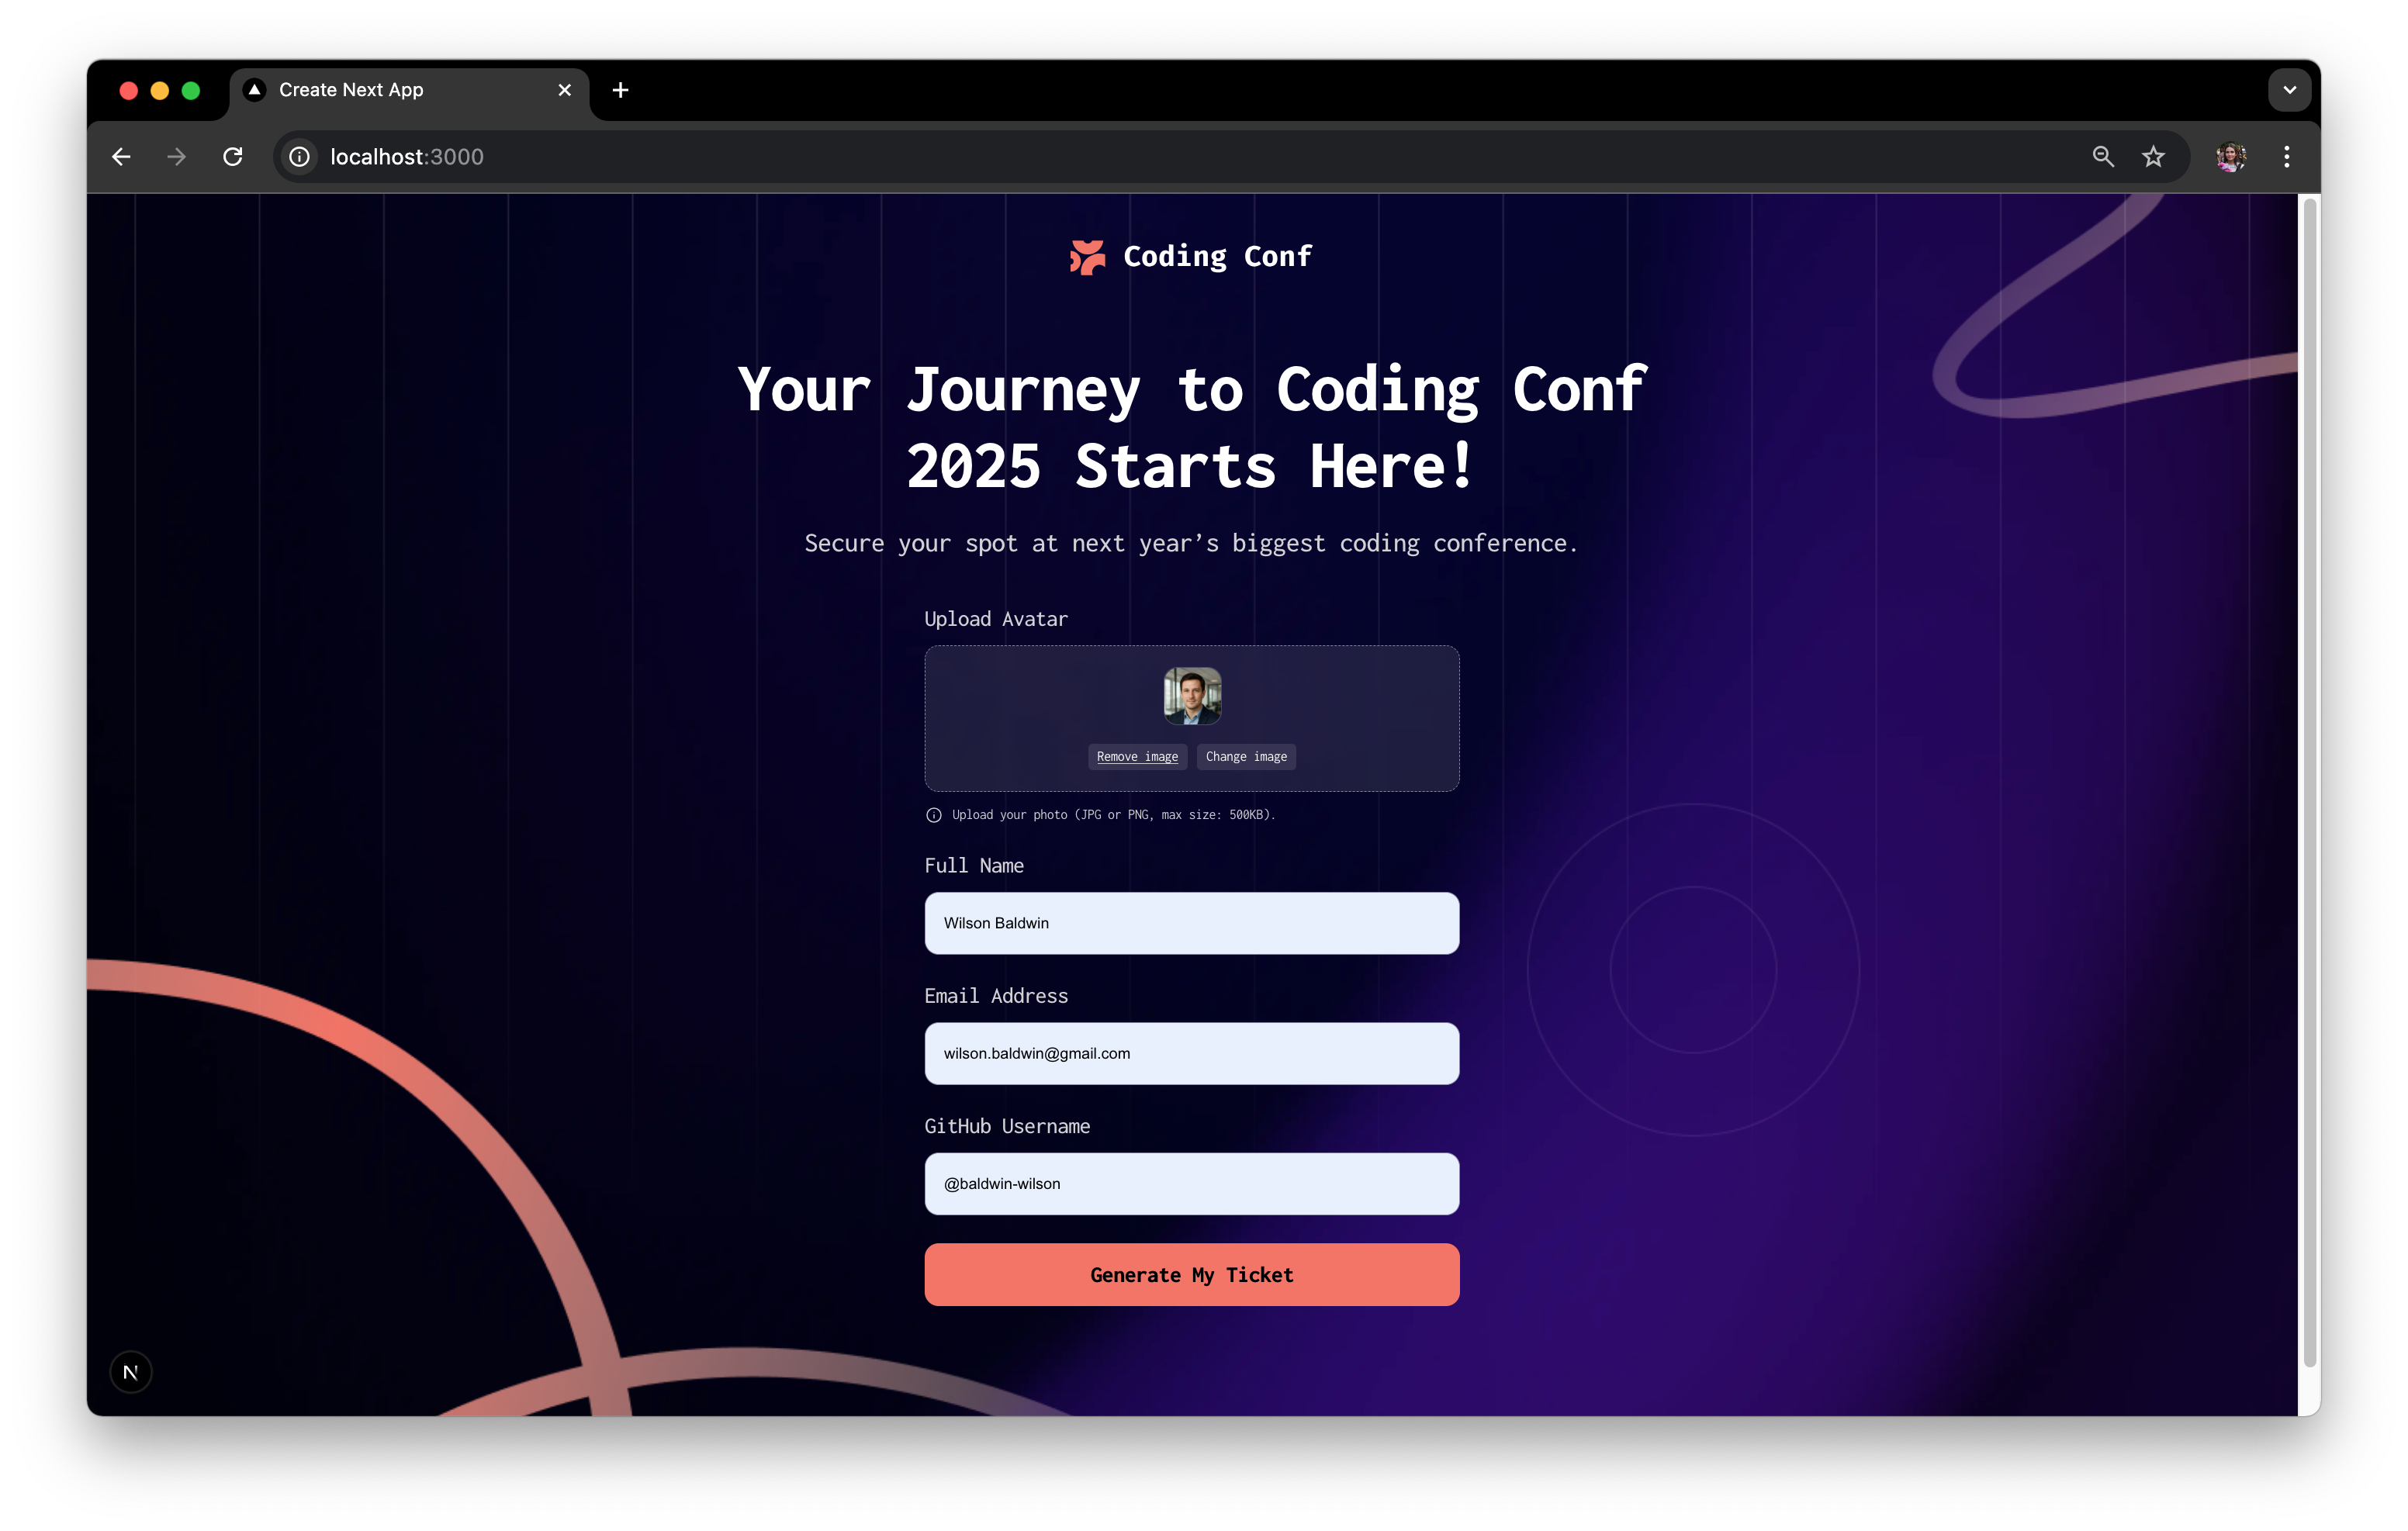 Create Next App
localhost:3000
Coding Conf
Your Journey to Coding Conf
2025 Starts Here!
Secure your spot at next year’s biggest coding conference.
Upload Avatar
Remove image Change image
Upload your photo (JPG or PNG, max size: 500KB).
Full Name
Wilson Baldwin
Email Address
wilson.baldwin@gmail.com
GitHub Username
@baldwin-wilson
Generate My Ticket
N